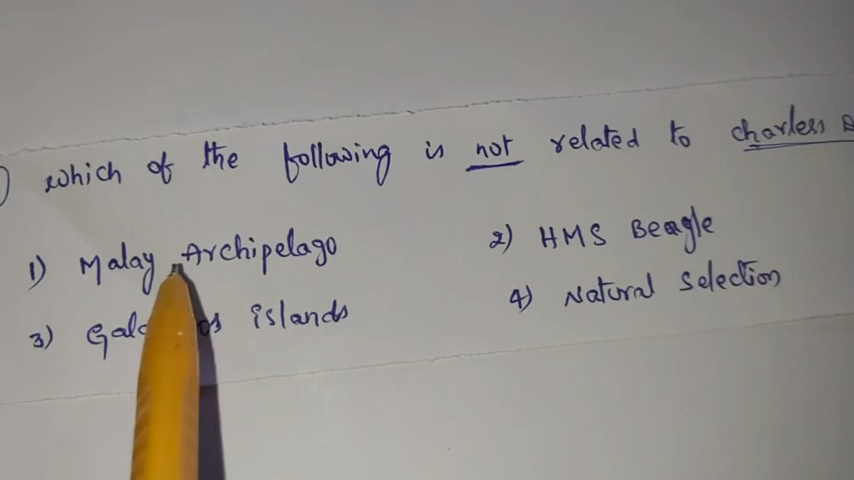 which of the following is not related to charless
1) Malay Archipelago
2) HMS Beagle
3) islands
4) Natural Selection